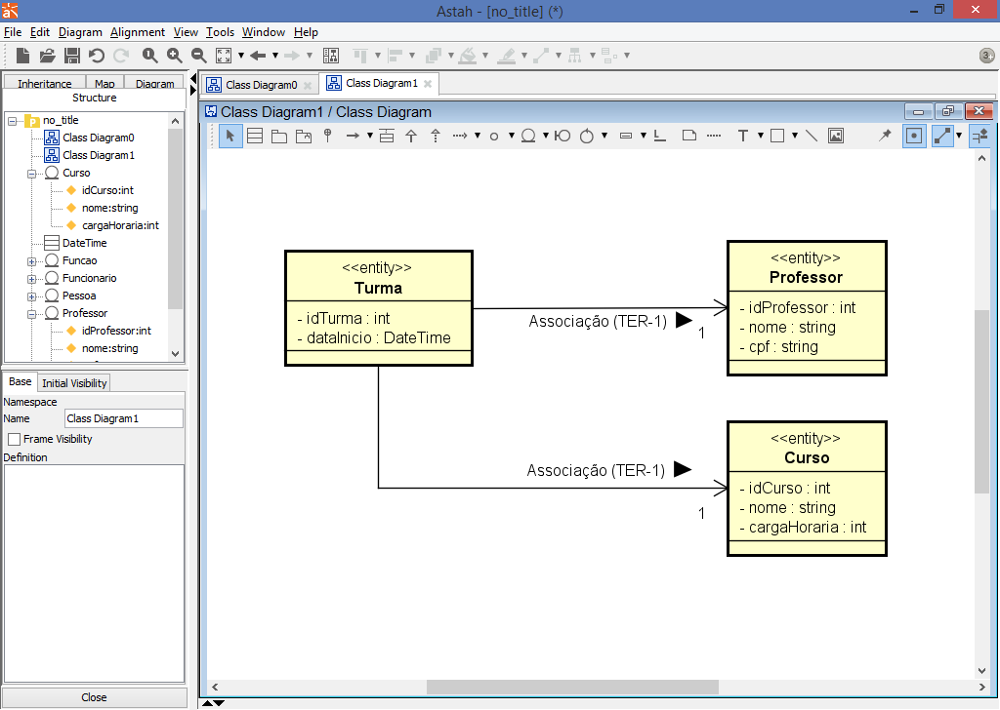 Astah - [no_title] (*)
File Edit Diagram Alignment View Tools Window Help
3
Inheritance Map Diagram
Structure
no_title
Class Diagram0
Class Diagram1
Curso
idCurso:int
nome:string
cargaHoraria:int
DateTime
Funcao
Funcionario
Pessoa
Professor
idProfessor:int
nome:string
Base Initial Visibility
Namespace
Name Class Diagram1
Frame Visibility
Definition
Close
Class Diagram0 Class Diagram1
Class Diagram1 / Class Diagram
T
<<entity>>
Turma
- idTurma : int
- dataInicio : DateTime
Associação (TER-1)
1
<<entity>>
Professor
- idProfessor : int
- nome : string
- cpf : string
Associação (TER-1)
1
<<entity>>
Curso
- idCurso : int
- nome : string
- cargaHoraria : int